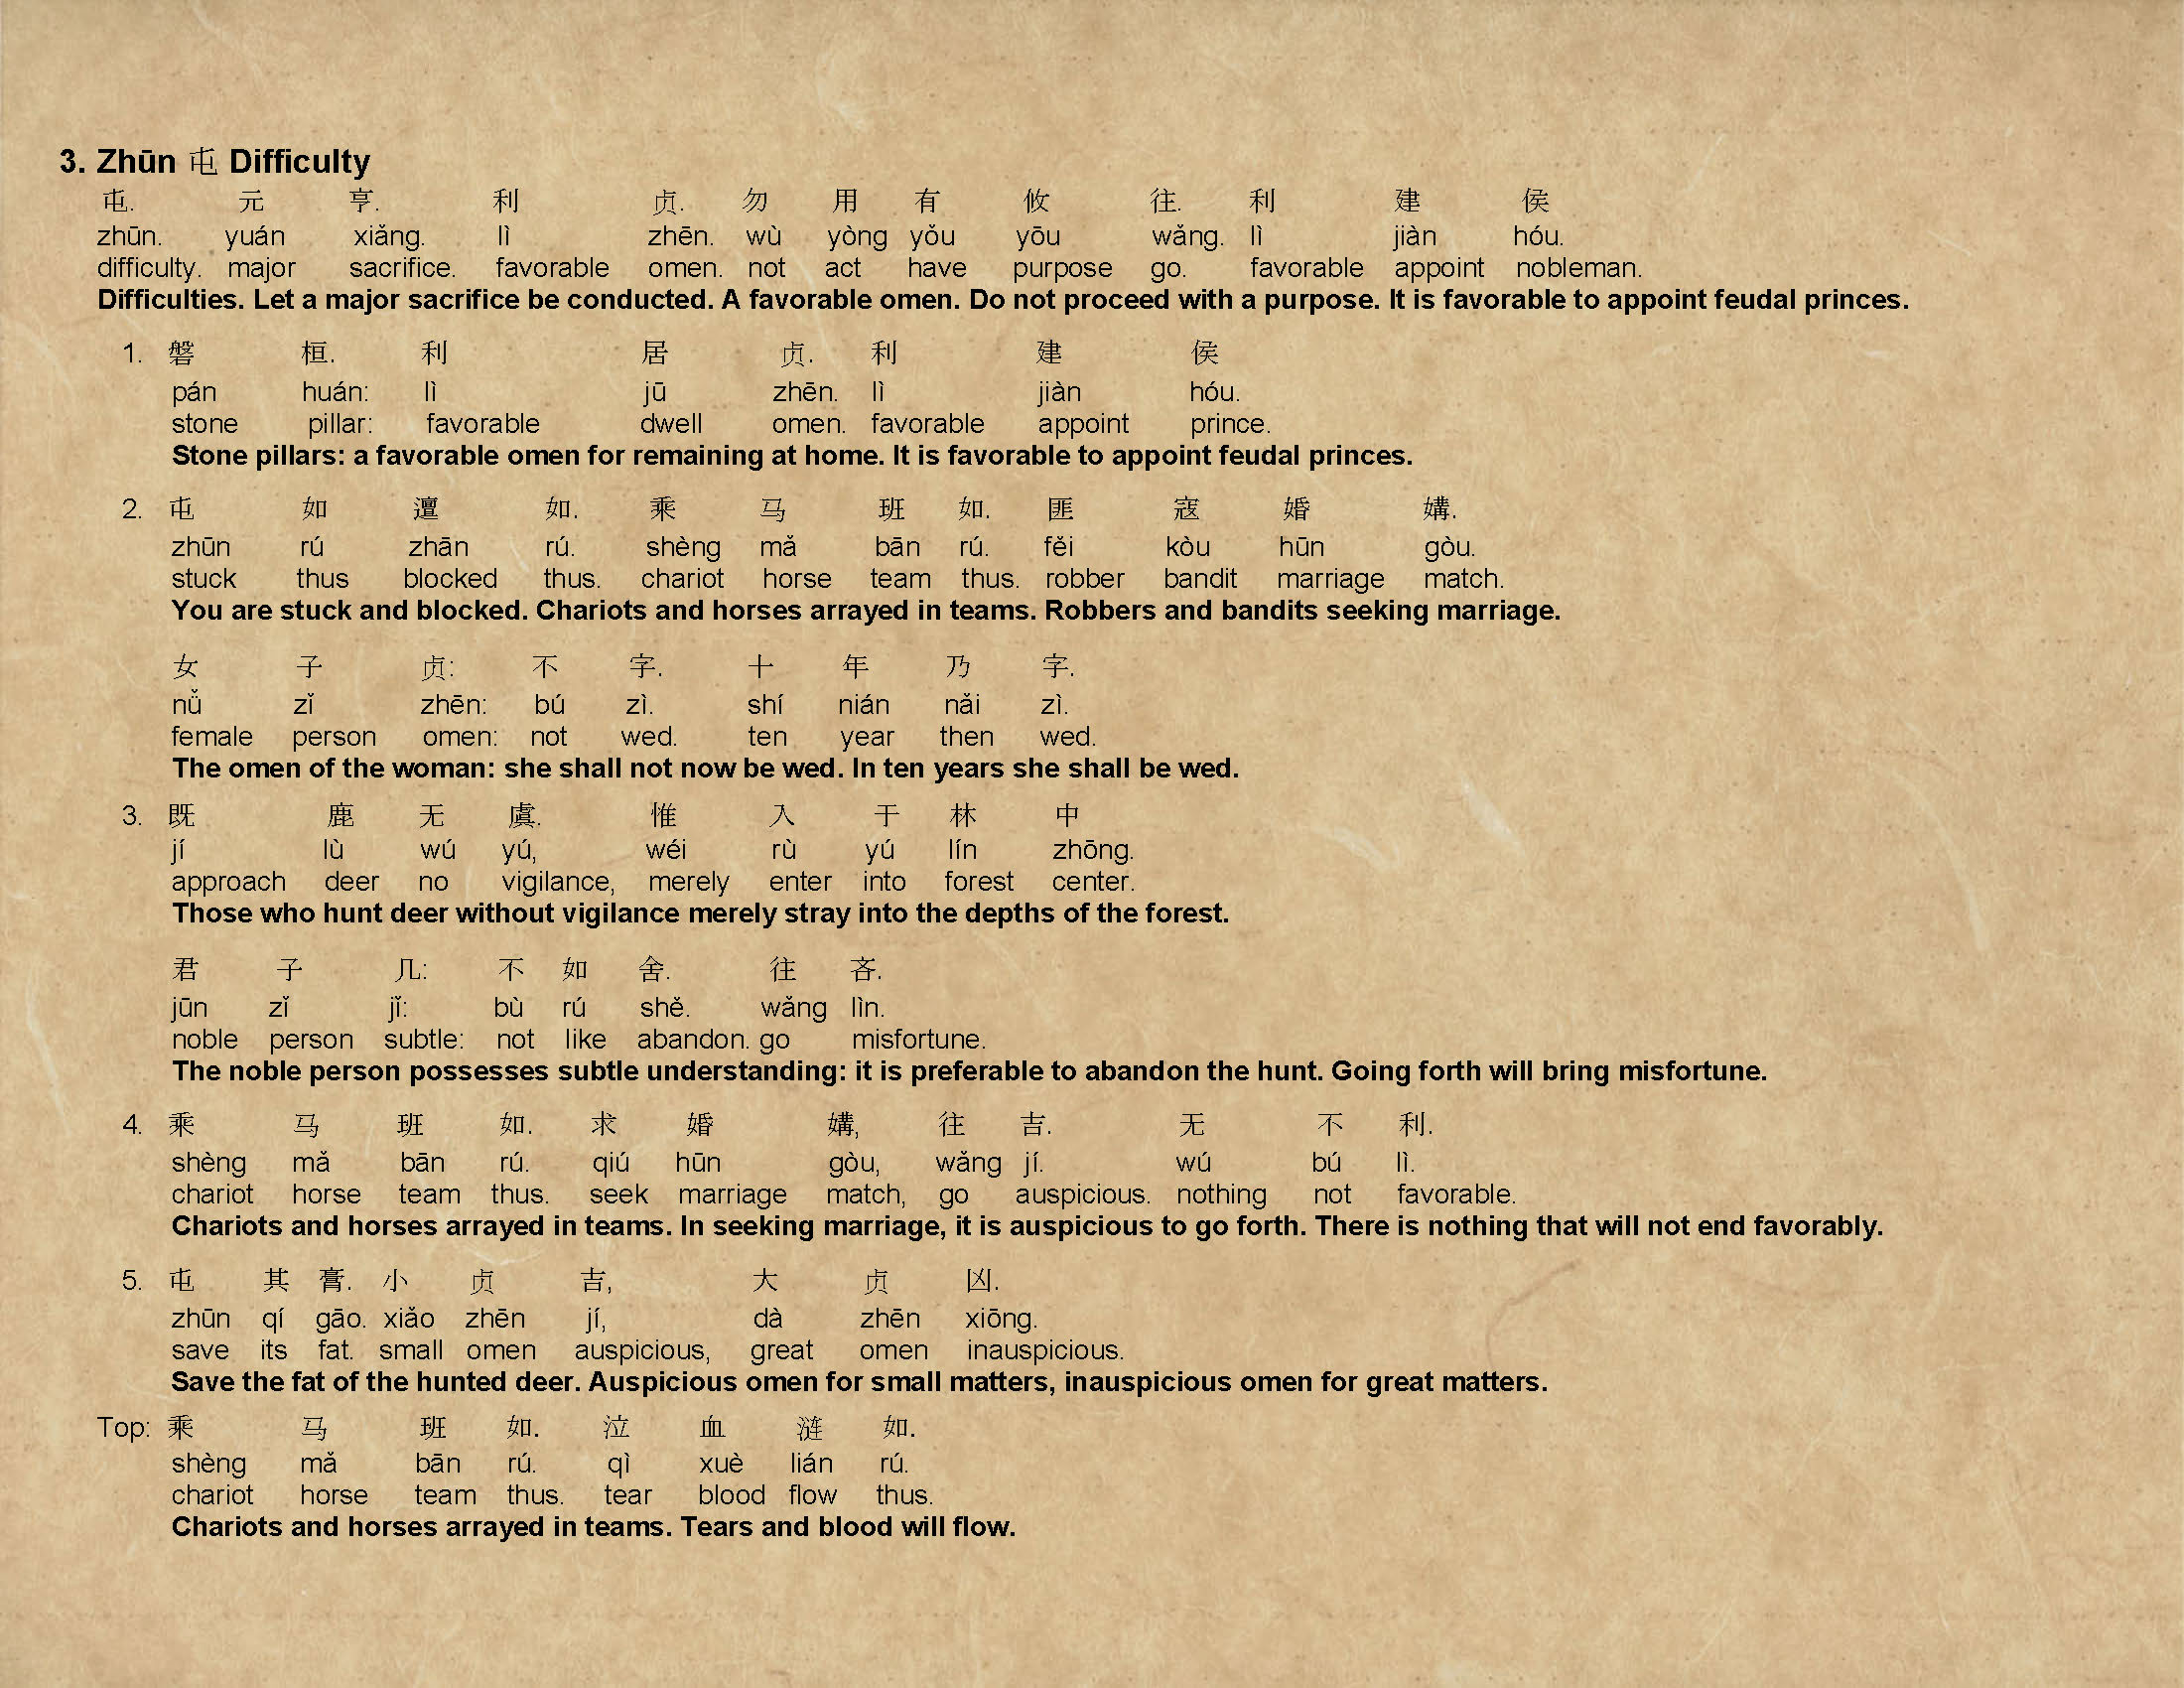 3. Zhūn 屯 Difficulty
屯. 元 亨. 利 贞. 勿 用 有 攸 往. 利 建 侯
zhūn. yuán xiǎng. lì zhēn. wù yòng yǒu yōu wǎng. lì jiàn hóu.
difficulty. major sacrifice. favorable omen. not act have purpose go. favorable appoint nobleman.
Difficulties. Let a major sacrifice be conducted. A favorable omen. Do not proceed with a purpose. It is favorable to appoint feudal princes.
1. 磐 桓. 利 居 贞. 利 建 侯
pán huán: lì jū zhēn. lì jiàn hóu.
stone pillar: favorable dwell omen. favorable appoint prince.
Stone pillars: a favorable omen for remaining at home. It is favorable to appoint feudal princes.
2. 屯 如 邅 如. 乘 马 班 如. 匪 寇 婚 媾.
zhūn rú zhān rú. shèng mǎ bān rú. fěi kòu hūn gòu.
stuck thus blocked thus. chariot horse team thus. robber bandit marriage match.
You are stuck and blocked. Chariots and horses arrayed in teams. Robbers and bandits seeking marriage.
女 子 贞: 不 字. 十 年 乃 字.
nǚ zǐ zhēn: bú zì. shí nián nǎi zì.
female person omen: not wed. ten year then wed.
The omen of the woman: she shall not now be wed. In ten years she shall be wed.
3. 既 鹿 无 虞. 惟 入 于 林 中
jí lù wú yú, wéi rù yú lín zhōng.
approach deer no vigilance, merely enter into forest center.
Those who hunt deer without vigilance merely stray into the depths of the forest.
君 子 几: 不 如 舍. 往 吝.
jūn zǐ jǐ: bù rú shě. wǎng lìn.
noble person subtle: not like abandon. go misfortune.
The noble person possesses subtle understanding: it is preferable to abandon the hunt. Going forth will bring misfortune.
4. 乘 马 班 如. 求 婚 媾, 往 吉. 无 不 利.
shèng mǎ bān rú. qiú hūn gòu, wǎng jí. wú bú lì.
chariot horse team thus. seek marriage match, go auspicious. nothing not favorable.
Chariots and horses arrayed in teams. In seeking marriage, it is auspicious to go forth. There is nothing that will not end favorably.
5. 屯 其 膏. 小 贞 吉, 大 贞 凶.
zhūn qí gāo. xiǎo zhēn jí, dà zhēn xiōng.
save its fat. small omen auspicious, great omen inauspicious.
Save the fat of the hunted deer. Auspicious omen for small matters, inauspicious omen for great matters.
Top: 乘 马 班 如. 泣 血 涟 如.
shèng mǎ bān rú. qì xuè lián rú.
chariot horse team thus. tear blood flow thus.
Chariots and horses arrayed in teams. Tears and blood will flow.